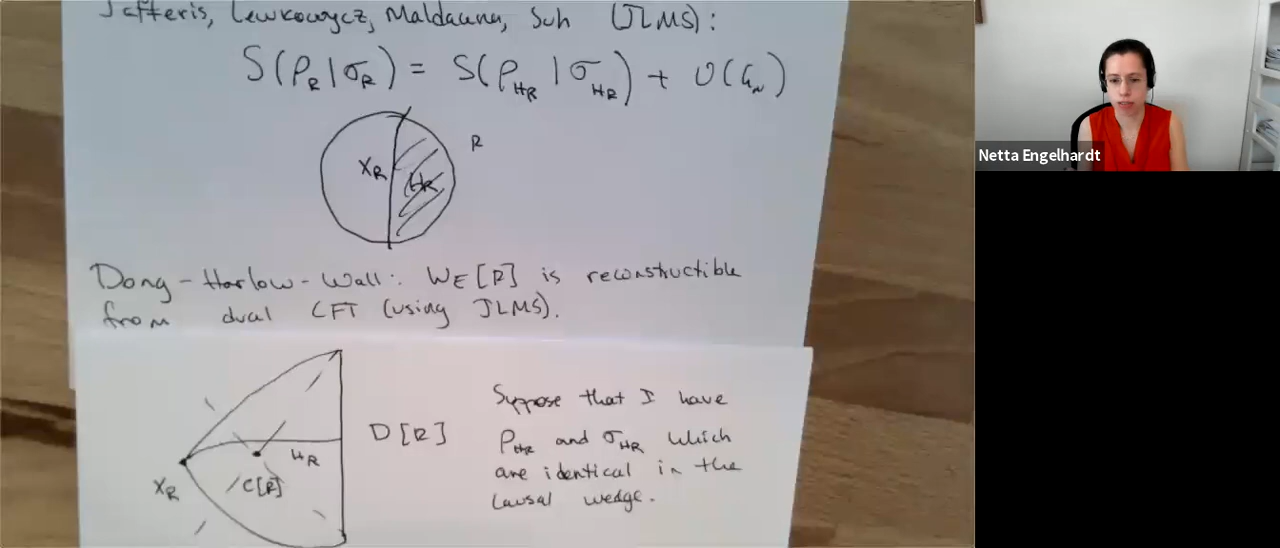 Jafferis, Lewkowycz, Maldacena, Suh (JLMS):
S(ρ_R|σ_R) = S(ρ_{H_R}|σ_{H_R}) + O(G_N)
R
X_R
H_R
Dong-Harlow-Wall: W_E[R] is reconstructible
from dual CFT (using JLMS).
D[R]
H_R
X_R
C[R]
Suppose that I have
ρ_{H_R} and σ_{H_R} which
are identical in the
causal wedge.
Netta Engelhardt